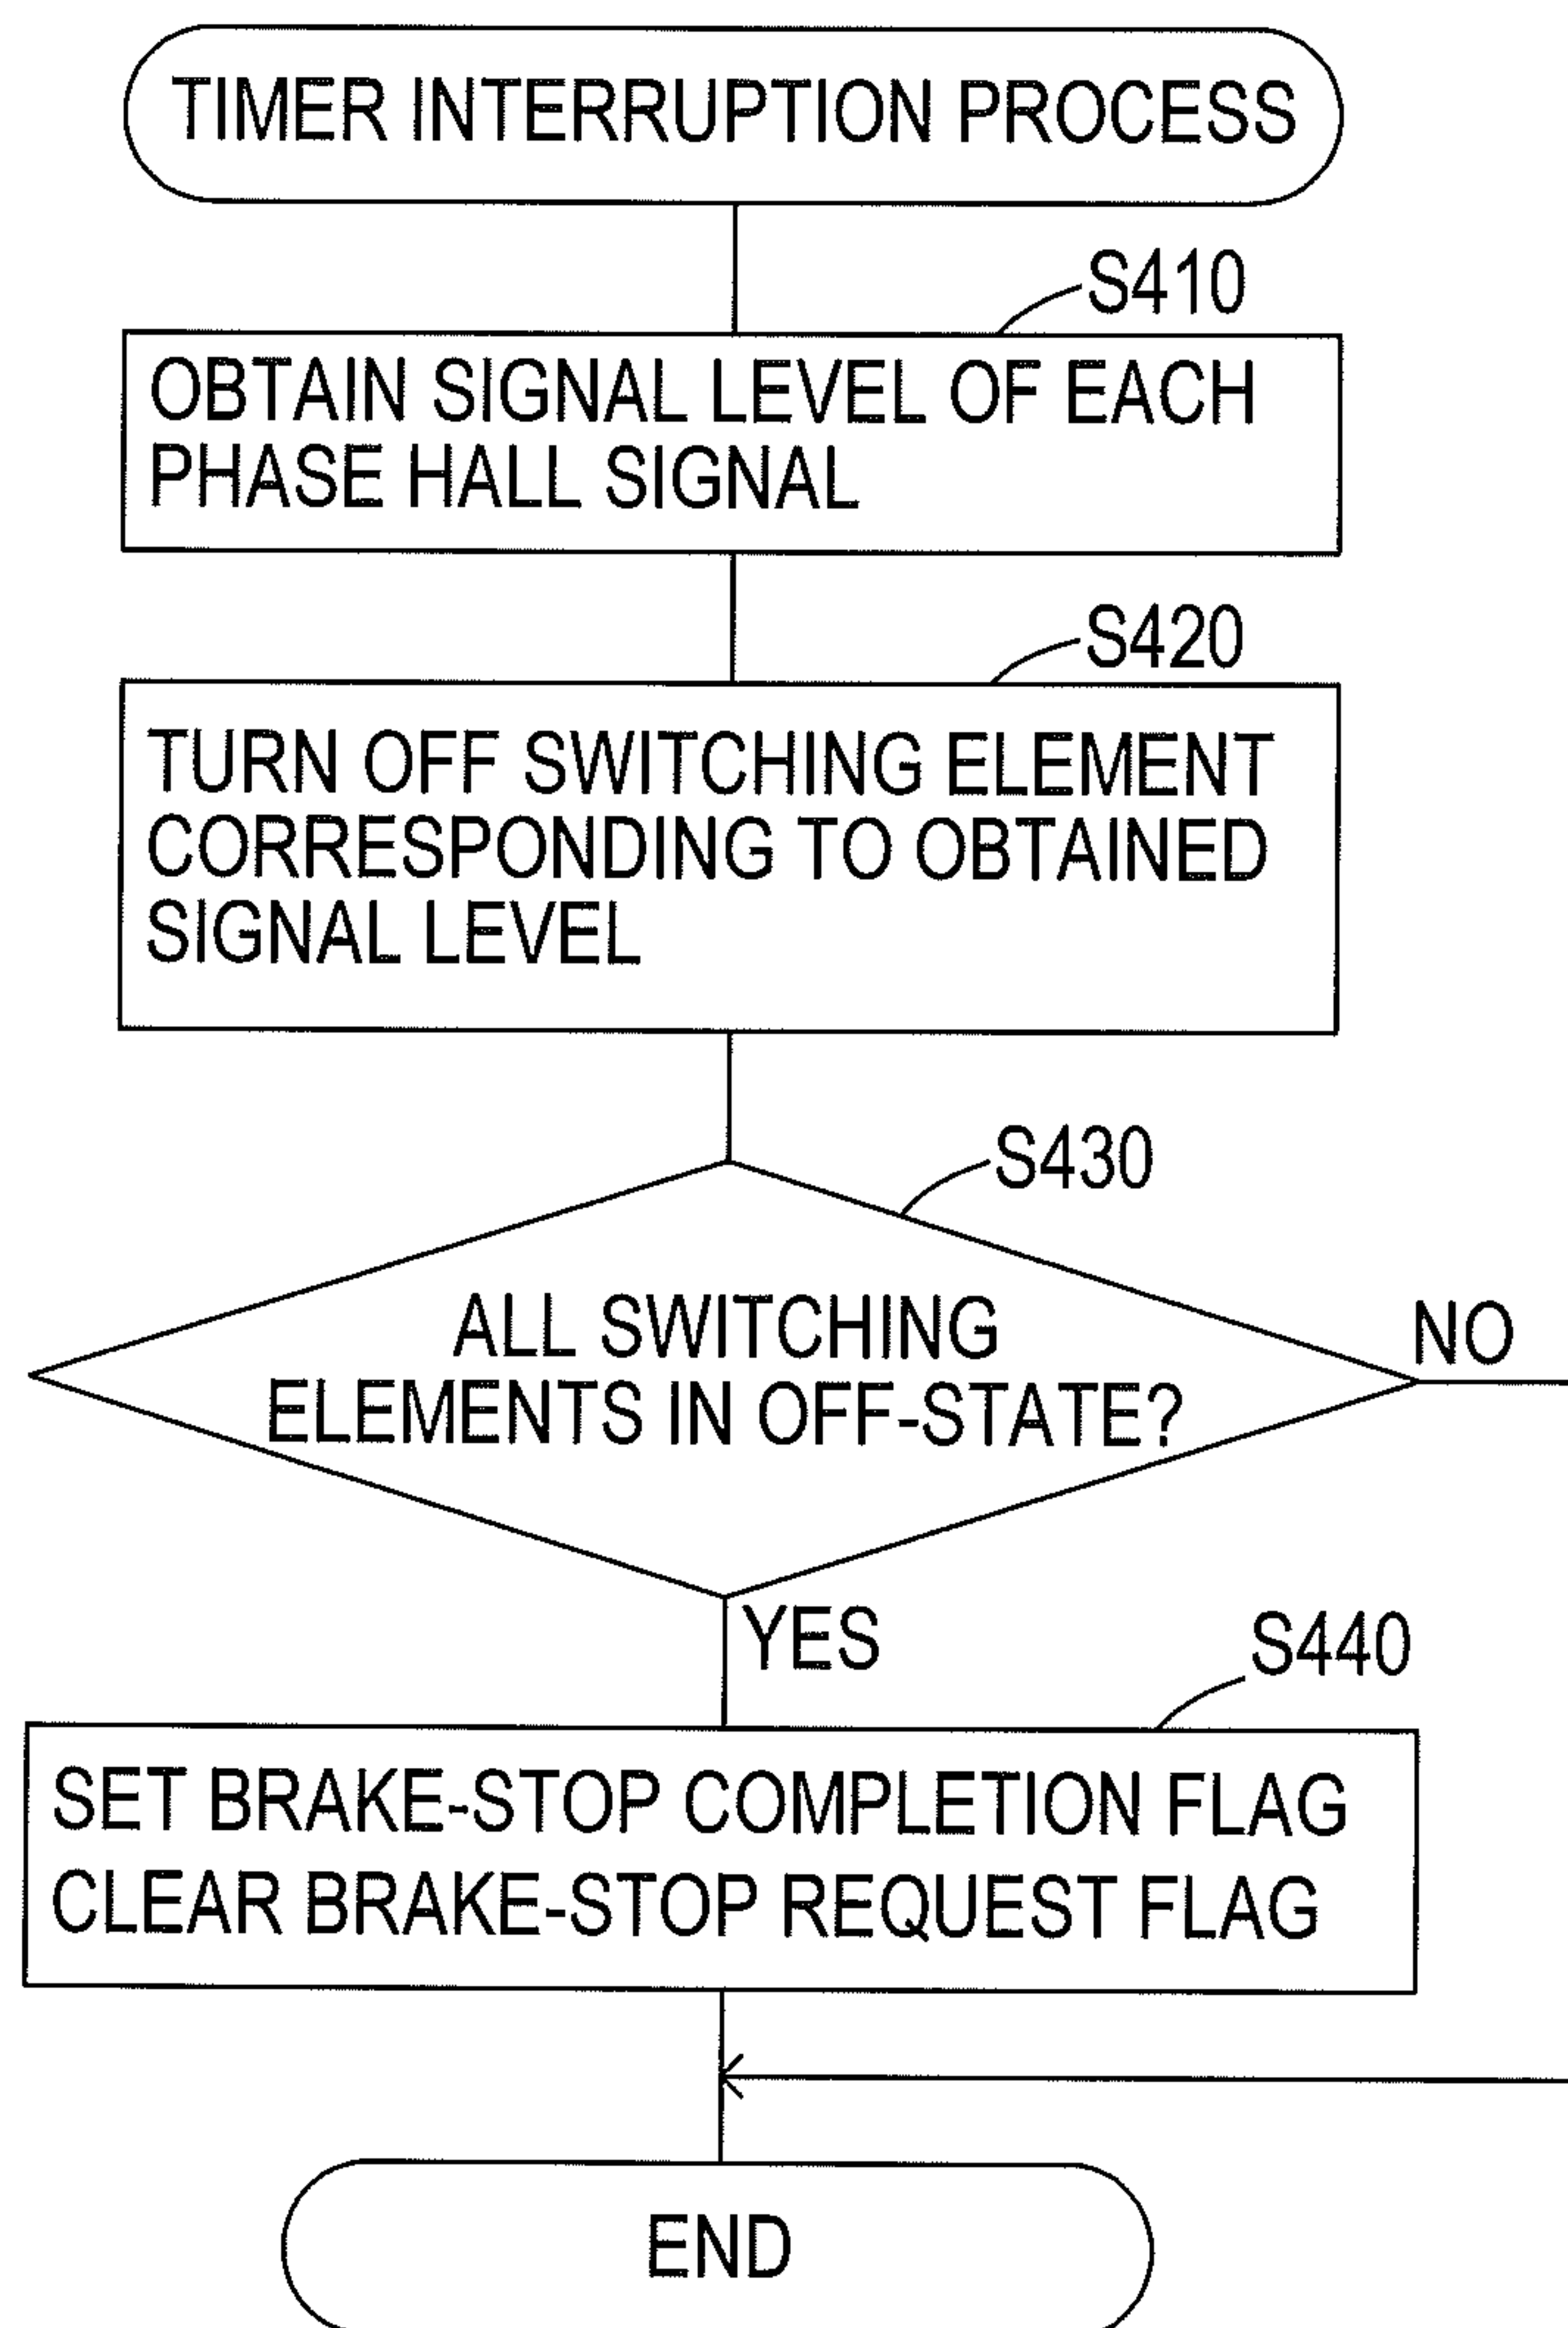 TIMER INTERRUPTION PROCESS
S410
OBTAIN SIGNAL LEVEL OF EACH
PHASE HALL SIGNAL
S420
TURN OFF SWITCHING ELEMENT
CORRESPONDING TO OBTAINED
SIGNAL LEVEL
S430
ALL SWITCHING
ELEMENTS IN OFF-STATE?
NO
YES
S440
SET BRAKE-STOP COMPLETION FLAG
CLEAR BRAKE-STOP REQUEST FLAG
END